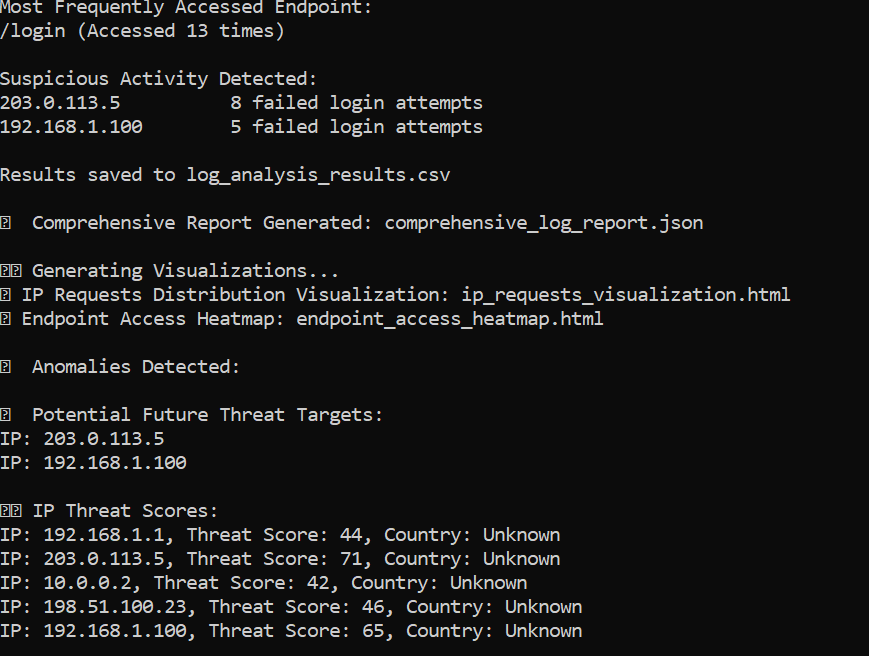 Most Frequently Accessed Endpoint:
/login (Accessed 13 times)
Suspicious Activity Detected:
203.0.113.5 8 failed login attempts
192.168.1.100 5 failed login attempts
Results saved to log_analysis_results.csv
⍰ Comprehensive Report Generated: comprehensive_log_report.json
⍰⍰ Generating Visualizations...
⍰ IP Requests Distribution Visualization: ip_requests_visualization.html
⍰ Endpoint Access Heatmap: endpoint_access_heatmap.html
⍰ Anomalies Detected:
⍰ Potential Future Threat Targets:
IP: 203.0.113.5
IP: 192.168.1.100
⍰⍰ IP Threat Scores:
IP: 192.168.1.1, Threat Score: 44, Country: Unknown
IP: 203.0.113.5, Threat Score: 71, Country: Unknown
IP: 10.0.0.2, Threat Score: 42, Country: Unknown
IP: 198.51.100.23, Threat Score: 46, Country: Unknown
IP: 192.168.1.100, Threat Score: 65, Country: Unknown